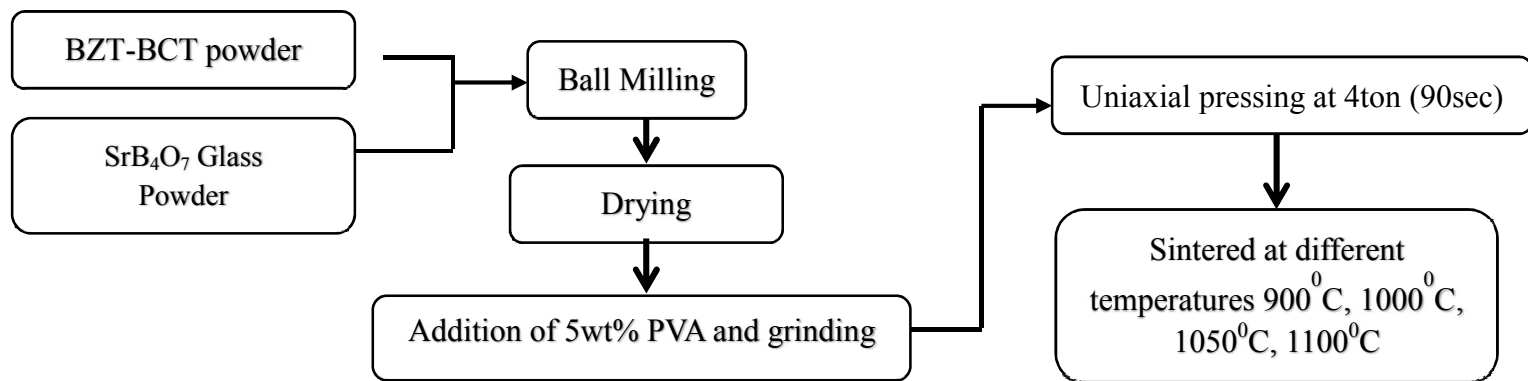 BZT-BCT powder
SrB₄O₇ Glass
Powder
Ball Milling
Drying
Addition of 5wt% PVA and grinding
Uniaxial pressing at 4ton (90sec)
Sintered at different
temperatures 900⁰C, 1000⁰C,
1050⁰C, 1100⁰C